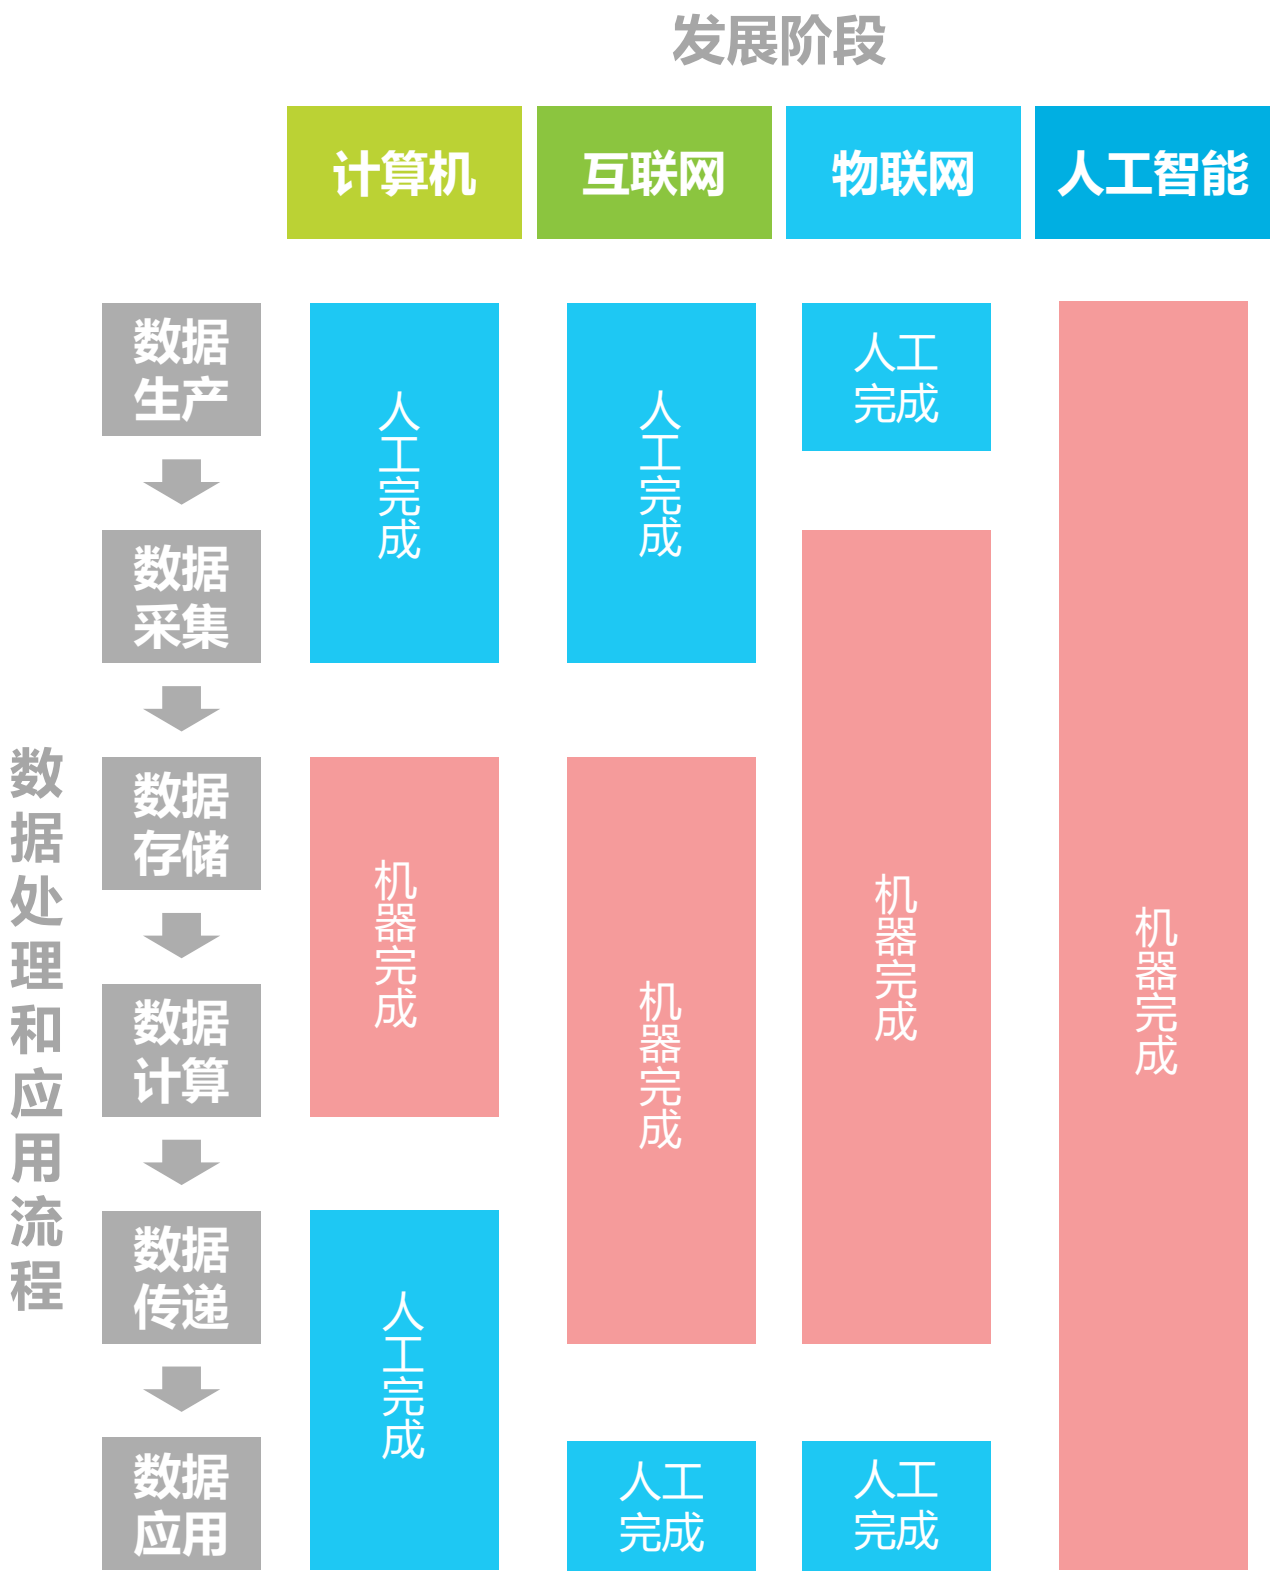 发展阶段
计算机
互联网
物联网
人工智能
数据处理和应用流程
数据
生产
数据
采集
数据
存储
数据
计算
数据
传递
数据
应用
人工完成
机器完成
人工完成
人工完成
机器完成
人工
完成
人工
完成
机器完成
人工
完成
机器完成